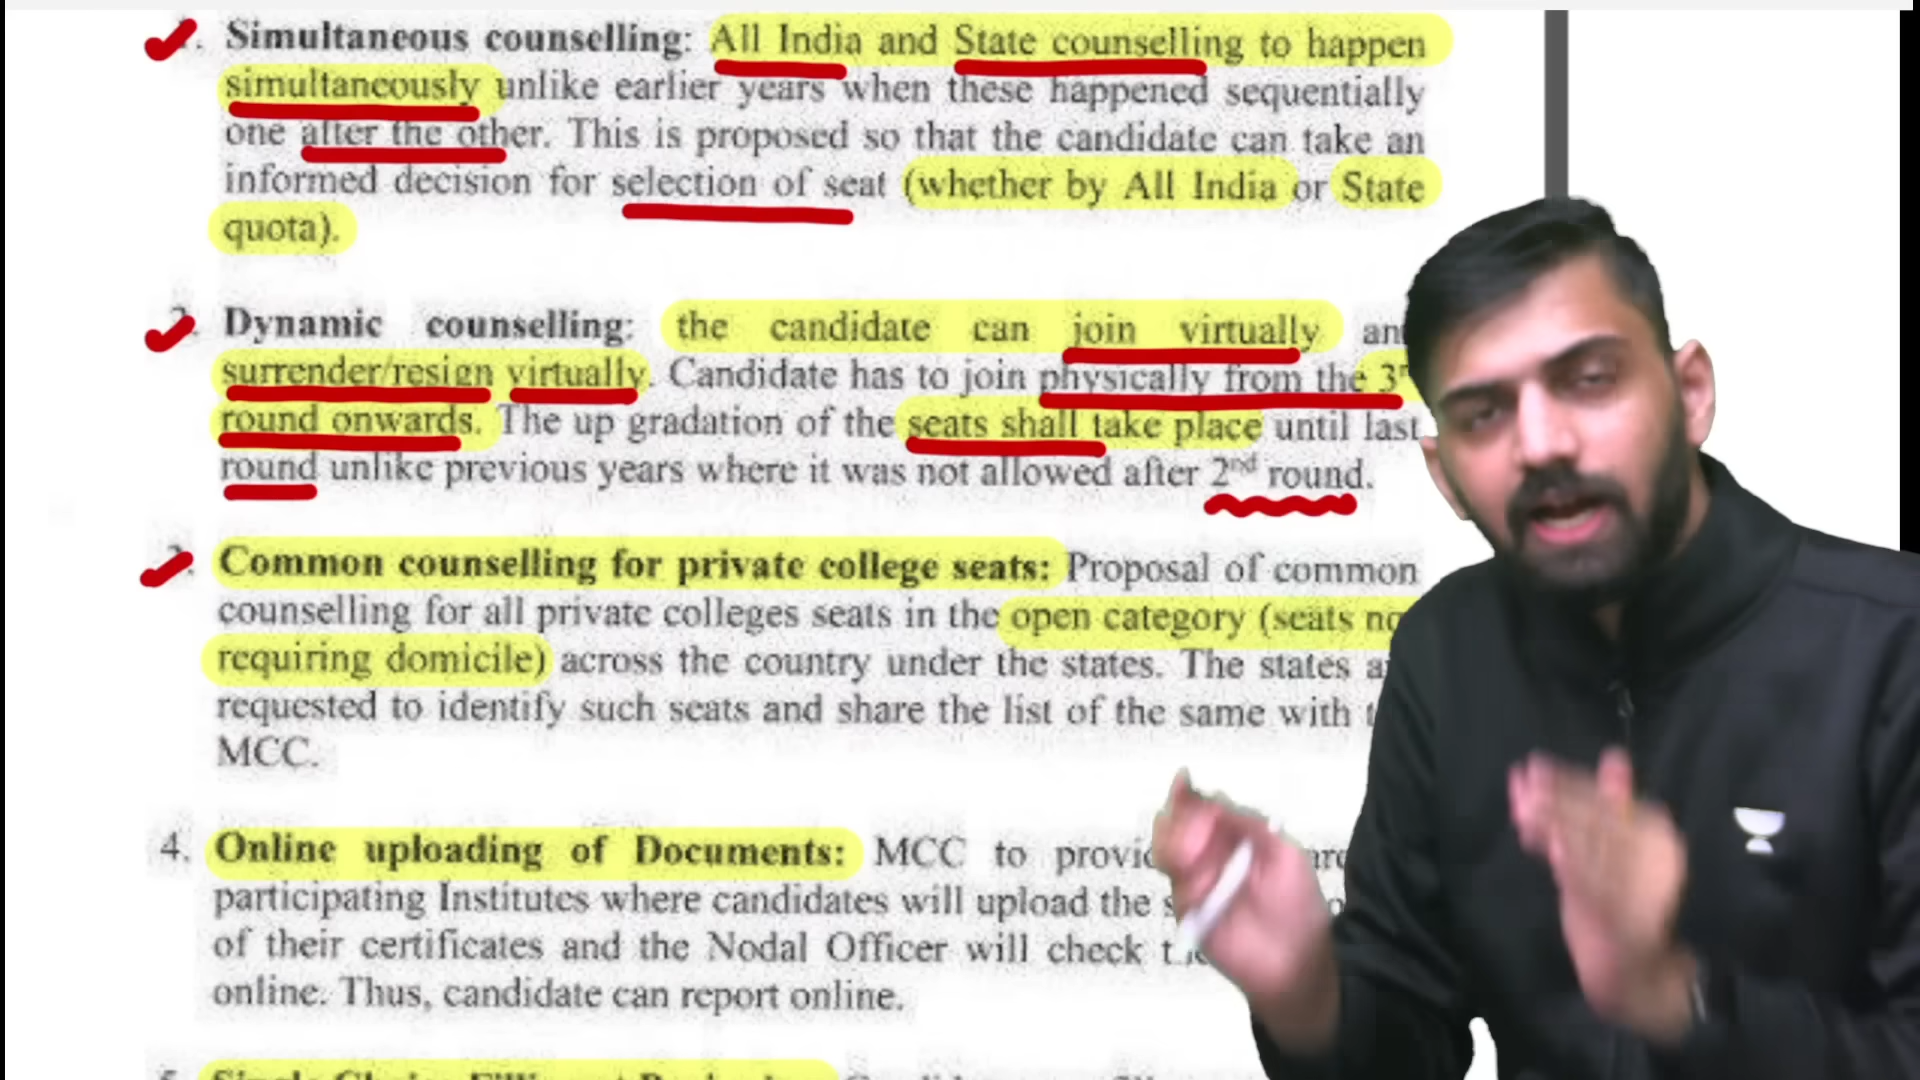 Simultaneous counselling: All India and State counselling to happen
simultaneously unlike earlier years when these happened sequentially
one after the other. This is proposed so that the candidate can take an
informed decision for selection of seat (whether by All India or State
quota).
Dynamic counselling: the candidate can join virtually
surrender/resign virtually. Candidate has to join physically from the
round onwards. The up gradation of the seats shall take place until last
round unlike previous years where it was not allowed after 2nd round.
Common counselling for private college seats: Proposal of common
counselling for all private colleges seats in the open category (seats
requiring domicile) across the country under the states. The states
requested to identify such seats and share the list of the same with
MCC.
4. Online uploading of Documents: MCC to
participating Institutes where candidates will upload the
of their certificates and the Nodal Officer will check
online. Thus, candidate can report online.